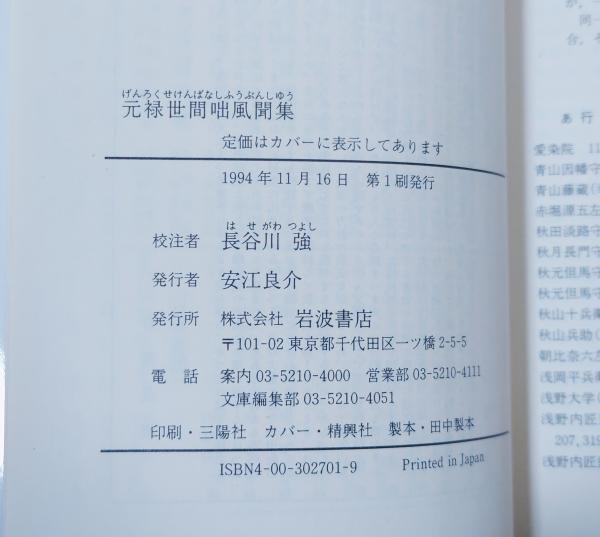 げんろくせけんばなしふうぶんしゆう
元禄世間咄風聞集
定価はカバーに表示してあります
1994年11月16日 第1刷発行
はせがわ つよし
校注者 長谷川 強
発行者 安江良介
発行所 株式会社 岩波書店
〒101-02 東京都千代田区一ツ橋 2-5-5
電話 案内 03-5210-4000 営業部 03-5210-4111
文庫編集部 03-5210-4051
印刷・三陽社 カバー・精興社 製本・田中製本
ISBN4-00-302701-9 Printed in Japan
が,
同一
台,
あ行
愛染院 11
青山因幡守
青山藤蔵(
赤堀源五左
秋田淡路守
秋月長門守
秋元但馬守
秋元但馬守
秋山十兵衛
秋山兵助(
朝比奈六左
浅岡平兵衛
浅野大学(
浅野内匠
207, 319
浅野内匠